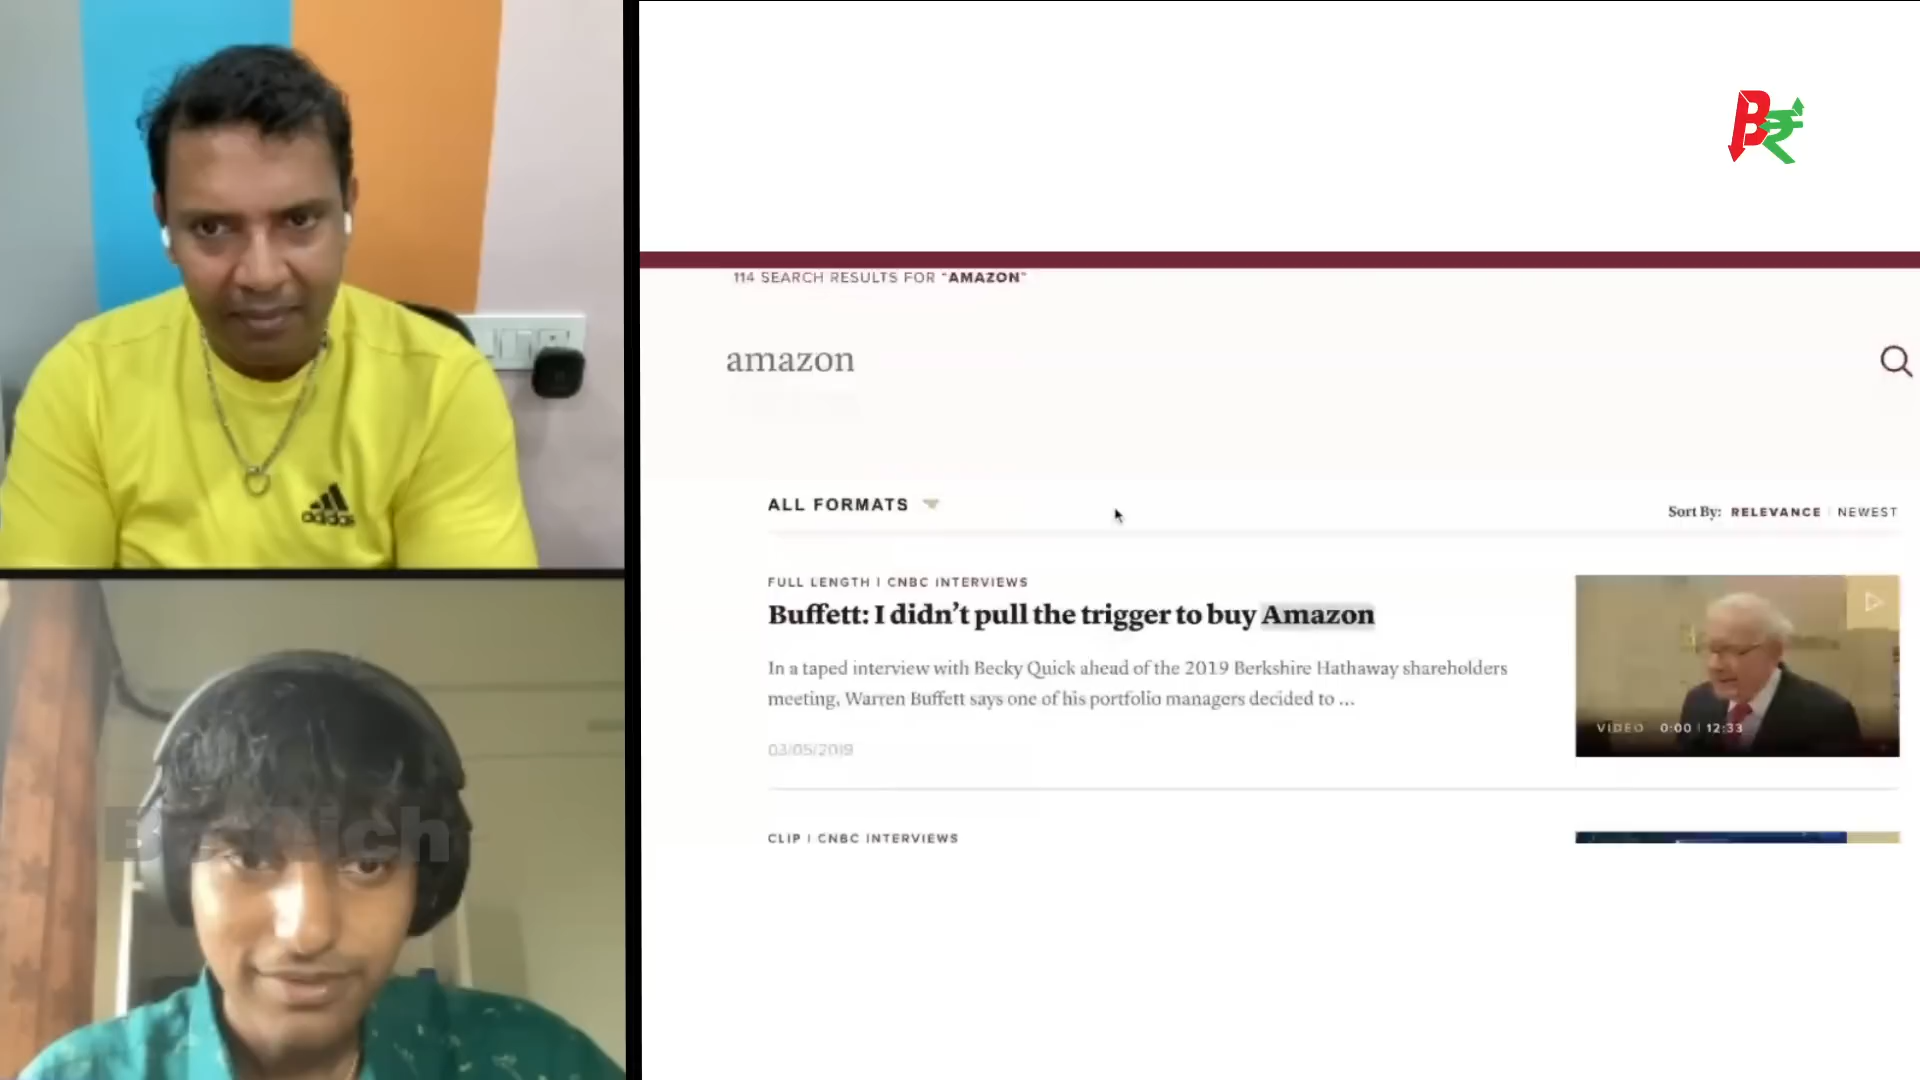 adidas
Be Rich
114 SEARCH RESULTS FOR "AMAZON"
amazon
ALL FORMATS
Sort By: RELEVANCE | NEWEST
FULL LENGTH | CNBC INTERVIEWS
Buffett: I didn't pull the trigger to buy Amazon
In a taped interview with Becky Quick ahead of the 2019 Berkshire Hathaway shareholders
meeting, Warren Buffett says one of his portfolio managers decided to ...
03/05/2019
VIDEO 0:00 | 12:33
CLIP | CNBC INTERVIEWS